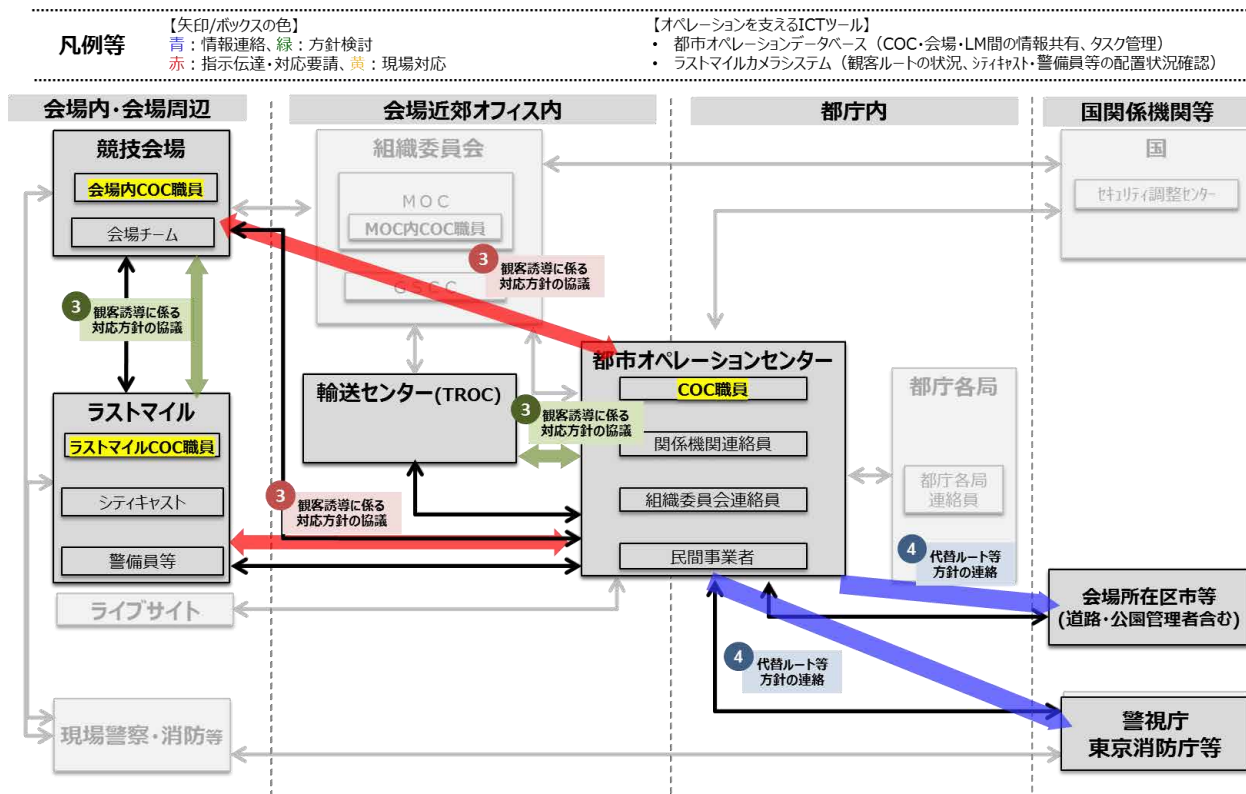 凡例等
【矢印/ボックスの色】
青：情報連絡、緑：方針検討
赤：指示伝達・対応要請、黄：現場対応
【オペレーションを支えるICTツール】
• 都市オペレーションデータベース（COC・会場・LM間の情報共有、タスク管理）
• ラストマイルカメラシステム（観客ルートの状況、ｼﾃｨｷｬｽﾄ・警備員等の配置状況確認）
会場内・会場周辺
会場近郊オフィス内
都庁内
国関係機関等
競技会場
会場内COC職員
会場チーム
組織委員会
MOC
MOC内COC職員
GSCC
国
ｾｷｭﾘﾃｨ調整ｾﾝﾀｰ
3
観客誘導に係る
対応方針の協議
3
観客誘導に係る
対応方針の協議
ラストマイル
ラストマイルCOC職員
シティキャスト
警備員等
輸送センター(TROC)
3
観客誘導に係る
対応方針の協議
都市オペレーションセンター
COC職員
関係機関連絡員
組織委員会連絡員
民間事業者
都庁各局
都庁各局
連絡員
3
観客誘導に係る
対応方針の協議
4
代替ルート等
方針の連絡
ライブサイト
会場所在区市等
(道路・公園管理者含む)
4
代替ルート等
方針の連絡
現場警察・消防等
警視庁
東京消防庁等